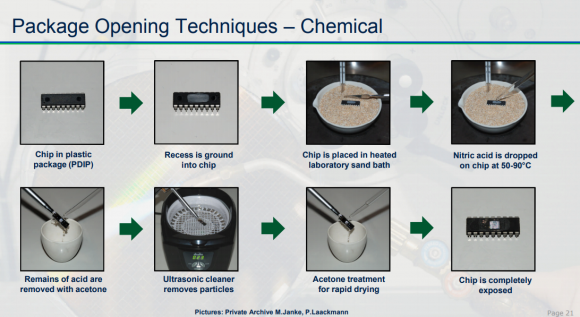 Package Opening Techniques – Chemical
Chip in plastic
package (PDIP)
Recess is ground
into chip
Chip is placed in heated
laboratory sand bath
Nitric acid is dropped
on chip at 50-90°C
Remains of acid are
removed with acetone
Ultrasonic cleaner
removes particles
Acetone treatment
for rapid drying
Chip is completely
exposed
Pictures: Private Archive M.Janke, P.Laackmann
Page 21